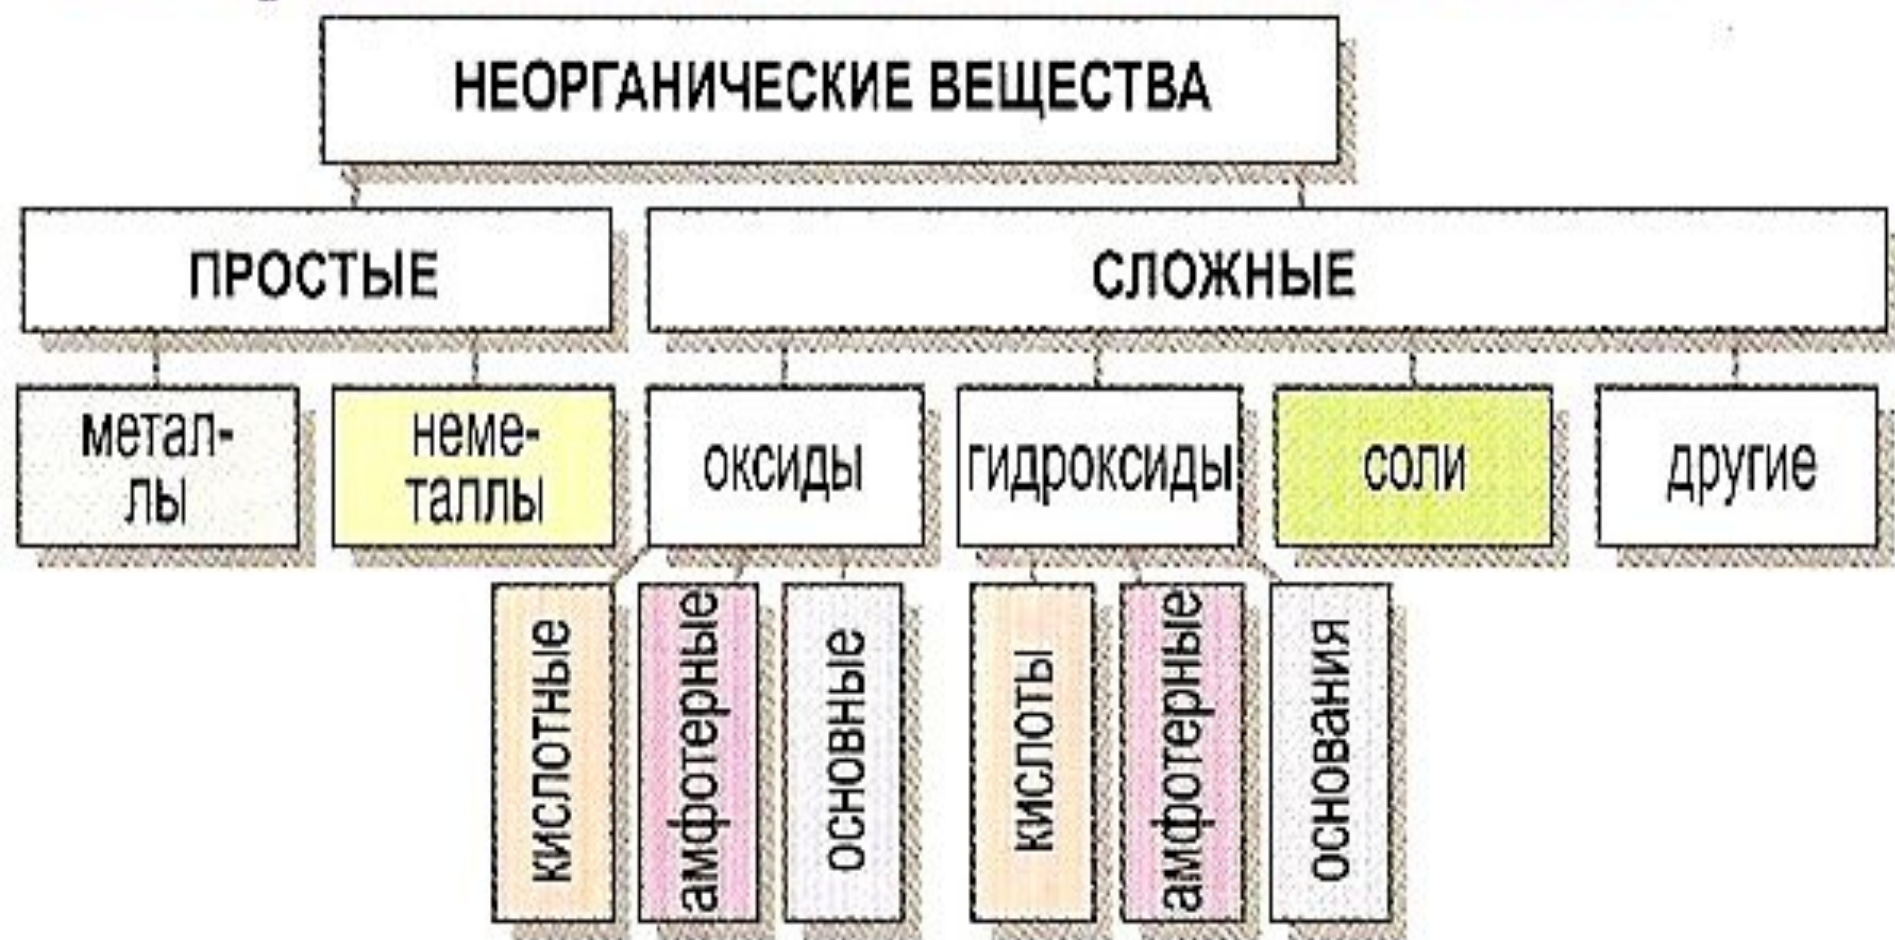 НЕОРГАНИЧЕСКИЕ ВЕЩЕСТВА
ПРОСТЫЕ
СЛОЖНЫЕ
метал-
лы
неме-
таллы
оксиды
гидроксиды
соли
другие
кислотные
амфотерные
основные
кислоты
амфотерные
основания